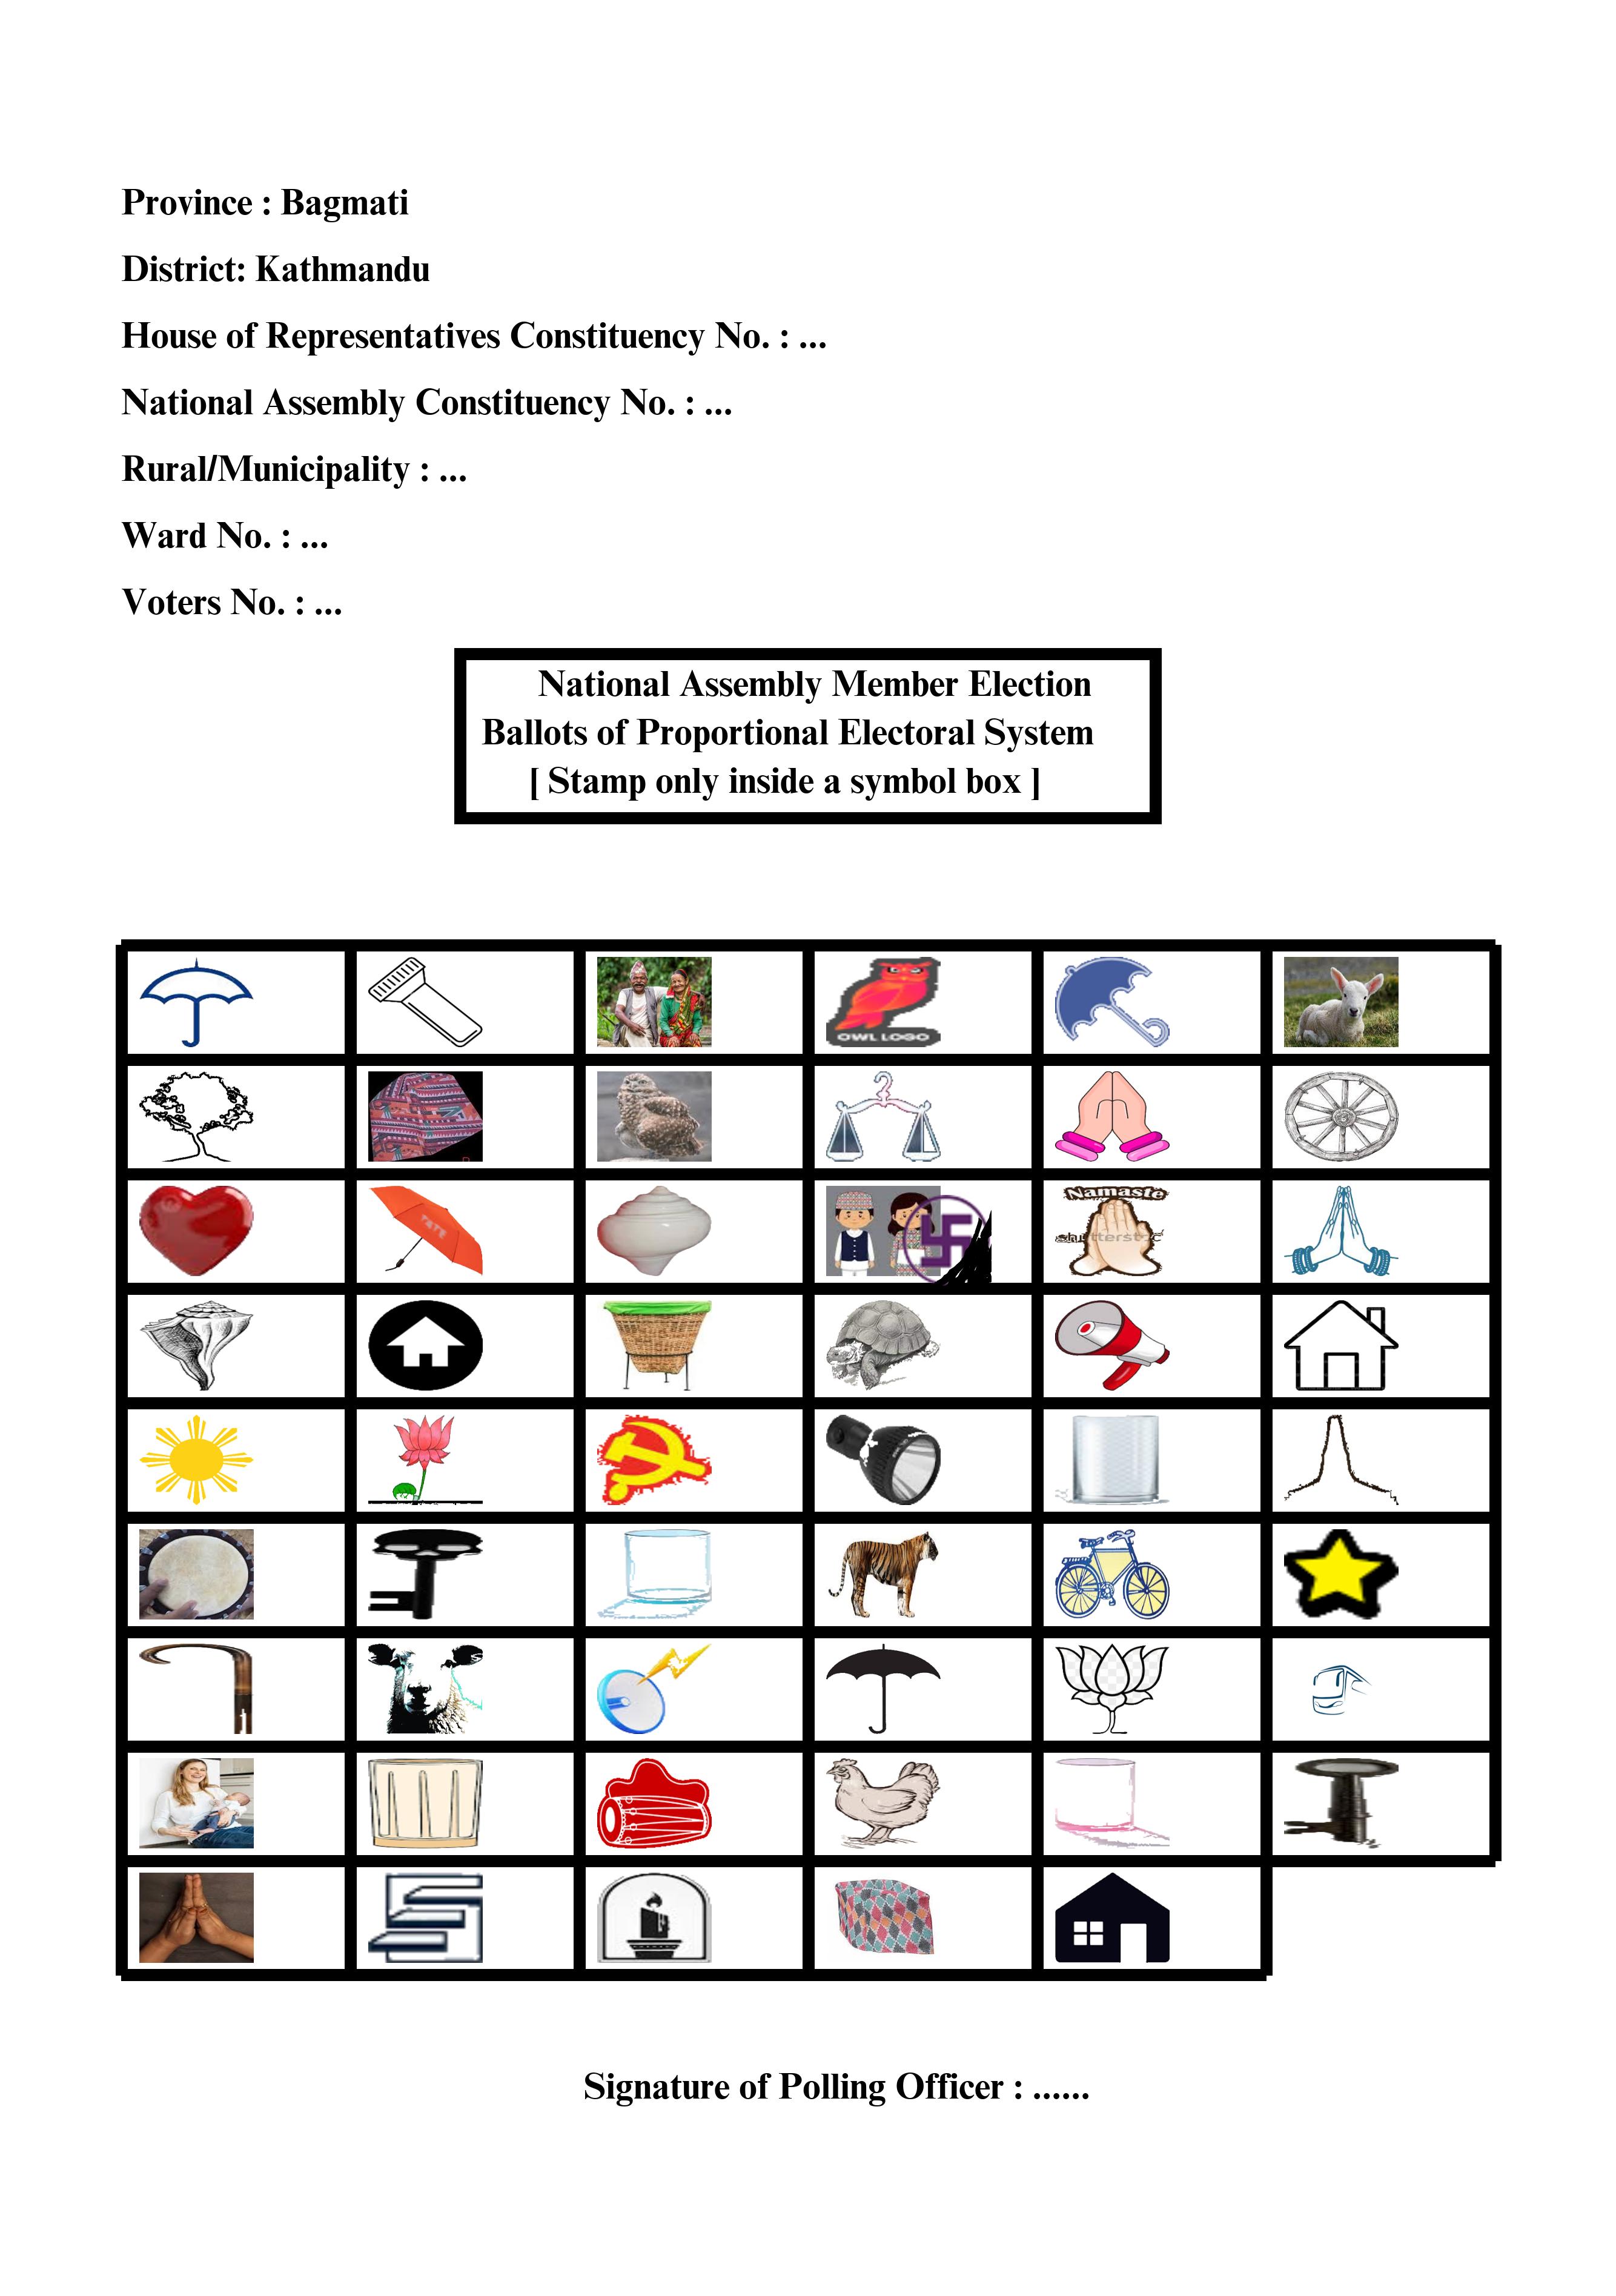 Province : Bagmati
District: Kathmandu
House of Representatives Constituency No. : ...
National Assembly Constituency No. : ...
Rural/Municipality : ...
Ward No. : ...
Voters No. : ...
National Assembly Member Election
Ballots of Proportional Electoral System
[ Stamp only inside a symbol box ]
OWL LOGO
TATE
Namaste
Signature of Polling Officer : ......